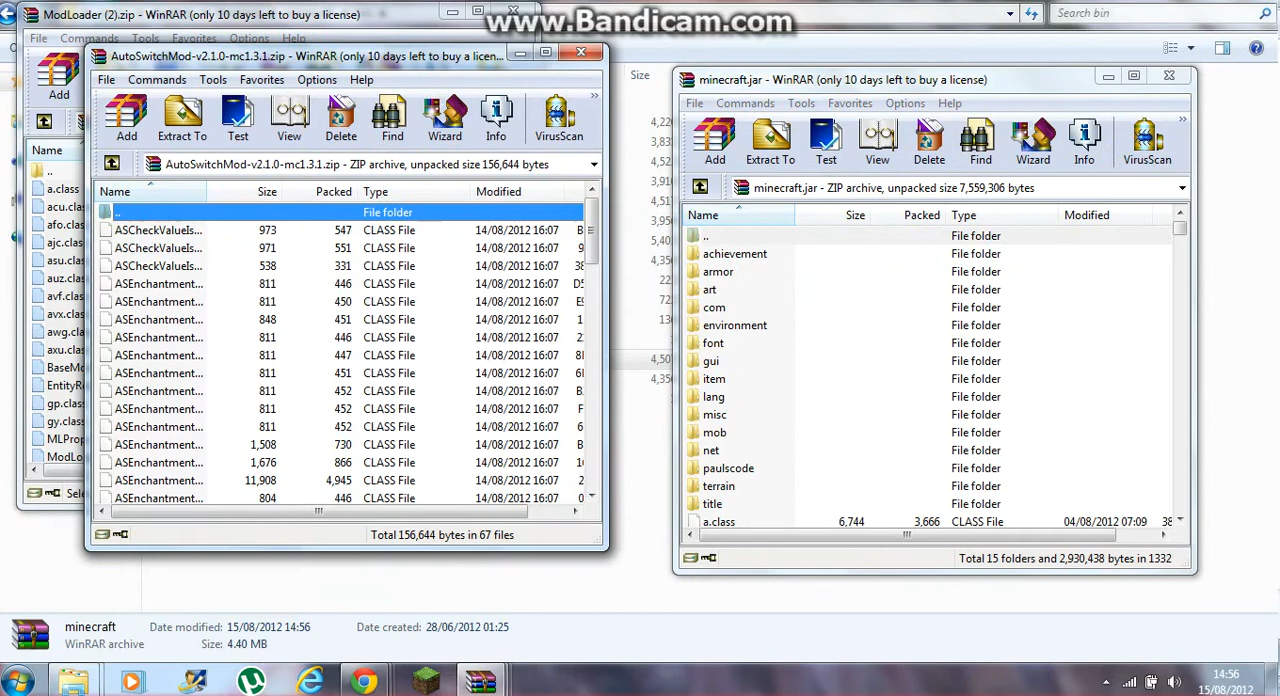 www.Bandicam.com
ModLoader (2).zip - WinRAR (only 10 days left to buy a license)
Search bin
File Commands Tools Favorites Options Help
Add
Name
..
a.class
acu.class
afo.class
ajc.class
asu.class
auz.class
avf.class
avx.class
awg.class
axu.class
BaseMo
EntityRe
gp.class
gy.class
MLProp
ModLoa
Sele
AutoSwitchMod-v2.1.0-mc1.3.1.zip - WinRAR (only 10 days left to buy a licen...
File Commands Tools Favorites Options Help
Add Extract To Test View Delete Find Wizard Info VirusScan
AutoSwitchMod-v2.1.0-mc1.3.1.zip - ZIP archive, unpacked size 156,644 bytes
Name Size Packed Type Modified
.. File folder
ASCheckValueIs... 973 547 CLASS File 14/08/2012 16:07
ASCheckValueIs... 971 551 CLASS File 14/08/2012 16:07
ASCheckValueIs... 538 331 CLASS File 14/08/2012 16:07
ASEnchantment... 811 446 CLASS File 14/08/2012 16:07
ASEnchantment... 811 450 CLASS File 14/08/2012 16:07
ASEnchantment... 848 451 CLASS File 14/08/2012 16:07
ASEnchantment... 811 446 CLASS File 14/08/2012 16:07
ASEnchantment... 811 447 CLASS File 14/08/2012 16:07
ASEnchantment... 811 451 CLASS File 14/08/2012 16:07
ASEnchantment... 811 452 CLASS File 14/08/2012 16:07
ASEnchantment... 811 452 CLASS File 14/08/2012 16:07
ASEnchantment... 811 452 CLASS File 14/08/2012 16:07
ASEnchantment... 1,508 730 CLASS File 14/08/2012 16:07
ASEnchantment... 1,676 866 CLASS File 14/08/2012 16:07
ASEnchantment... 11,908 4,945 CLASS File 14/08/2012 16:07
ASEnchantment... 804 446 CLASS File 14/08/2012 16:07
Total 156,644 bytes in 67 files
Size
minecraft.jar - WinRAR (only 10 days left to buy a license)
File Commands Tools Favorites Options Help
Add Extract To Test View Delete Find Wizard Info VirusScan
minecraft.jar - ZIP archive, unpacked size 7,559,306 bytes
Name Size Packed Type Modified
.. File folder
achievement File folder
armor File folder
art File folder
com File folder
environment File folder
font File folder
gui File folder
item File folder
lang File folder
misc File folder
mob File folder
net File folder
paulscode File folder
terrain File folder
title File folder
a.class 6,744 3,666 CLASS File 04/08/2012 07:09 38
Total 15 folders and 2,930,438 bytes in 1332
minecraft Date modified: 15/08/2012 14:56 Date created: 28/06/2012 01:25
WinRAR archive Size: 4.40 MB
14:56
15/08/2012